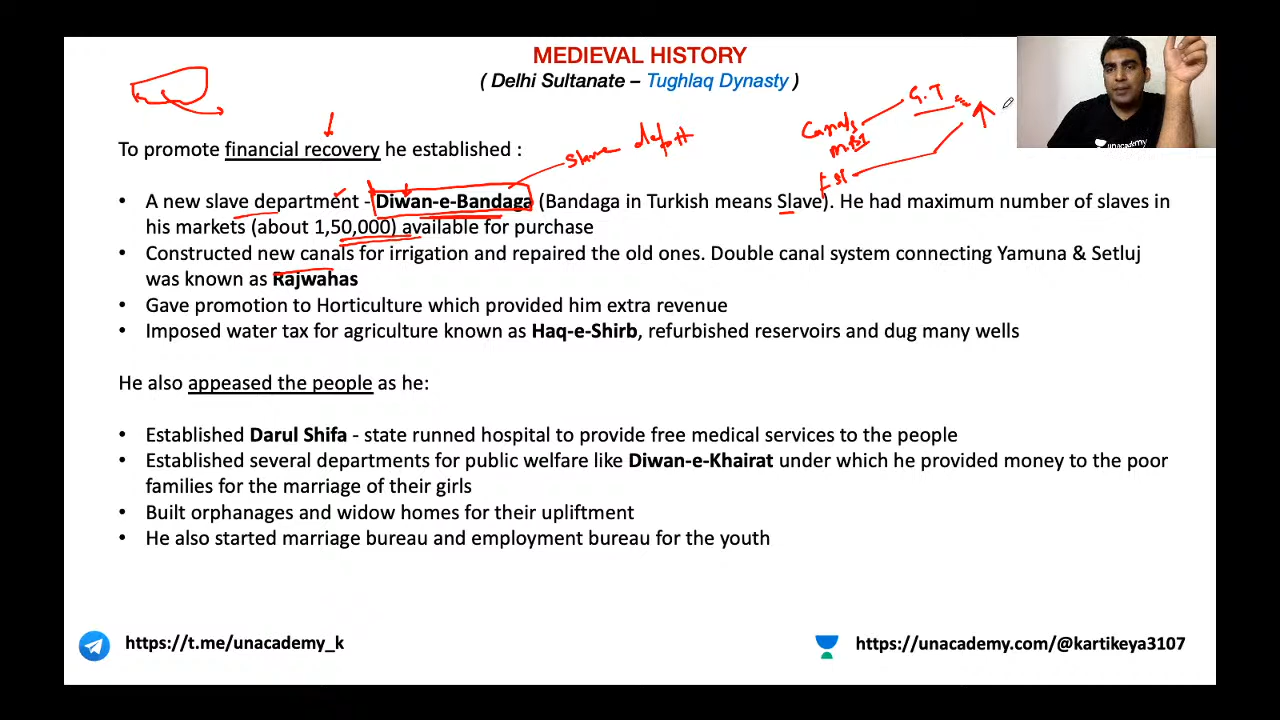 MEDIEVAL HISTORY
( Delhi Sultanate – Tughlaq Dynasty )
G.T
Canals
slave deptt
FST
To promote financial recovery he established :
• A new slave department - Diwan-e-Bandaga (Bandaga in Turkish means Slave). He had maximum number of slaves in
his markets (about 1,50,000) available for purchase
• Constructed new canals for irrigation and repaired the old ones. Double canal system connecting Yamuna & Setluj
was known as Rajwahas
• Gave promotion to Horticulture which provided him extra revenue
• Imposed water tax for agriculture known as Haq-e-Shirb, refurbished reservoirs and dug many wells
He also appeased the people as he:
• Established Darul Shifa - state runned hospital to provide free medical services to the people
• Established several departments for public welfare like Diwan-e-Khairat under which he provided money to the poor
families for the marriage of their girls
• Built orphanages and widow homes for their upliftment
• He also started marriage bureau and employment bureau for the youth
https://t.me/unacademy_k
https://unacademy.com/@kartikeya3107
unacademy